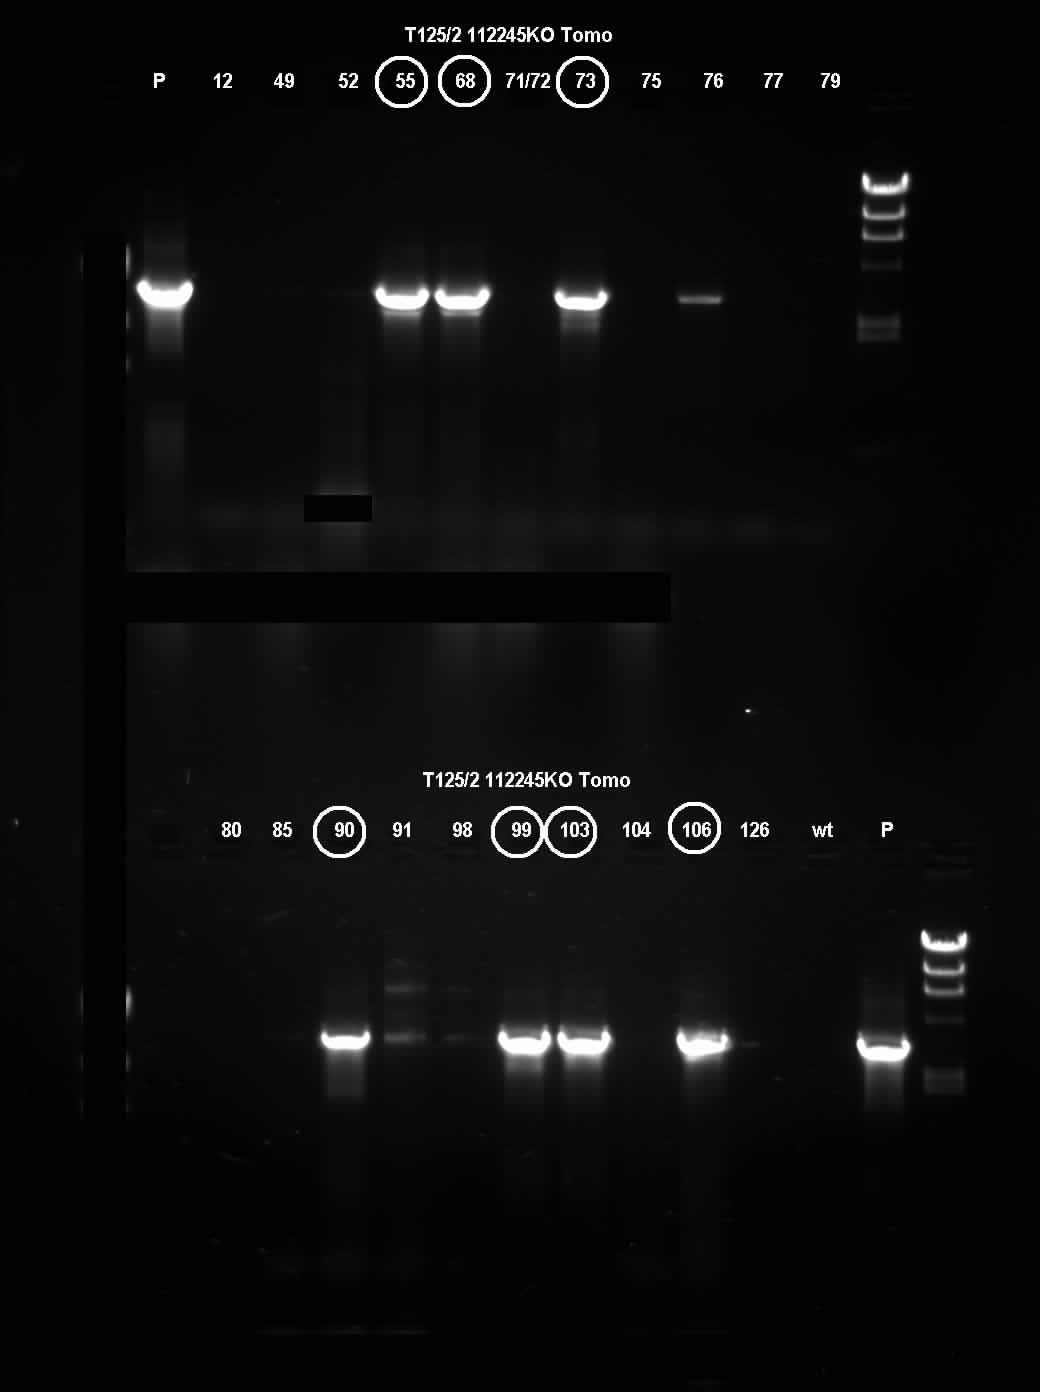 T125/2 112245KO Tomo
P 12 49 52 55 68 71/72 73 75 76 77 79
T125/2 112245KO Tomo
80 85 90 91 98 99 103 104 106 126 wt P